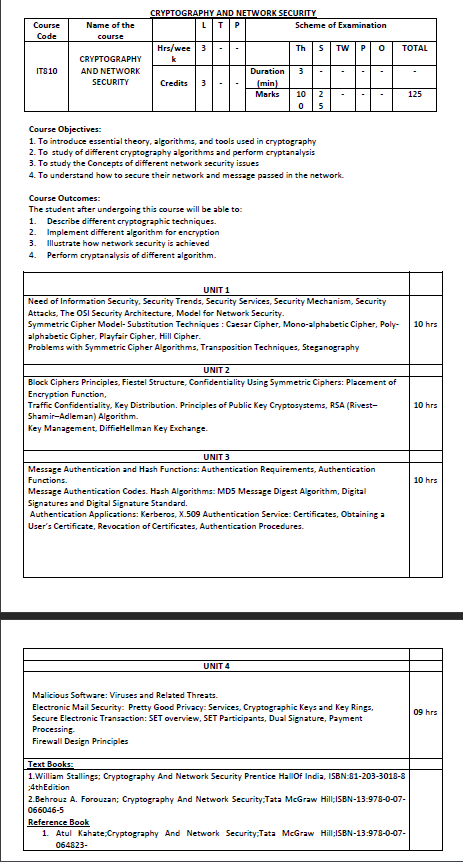 CRYPTOGRAPHY AND NETWORK SECURITY
Course Code Name of the course L T P Scheme of Examination
IT810 CRYPTOGRAPHY AND NETWORK SECURITY Hrs/week 3 - - Th S TW P O TOTAL
Credits 3 - - Duration (min) 3 - - - - -
Marks 100 25 - - - 125
Course Objectives:
1. To introduce essential theory, algorithms, and tools used in cryptography
2. To study of different cryptography algorithms and perform cryptanalysis
3. To study the Concepts of different network security issues
4. To understand how to secure their network and message passed in the network.
Course Outcomes:
The student after undergoing this course will be able to:
1. Describe different cryptographic techniques.
2. Implement different algorithm for encryption
3. Illustrate how network security is achieved
4. Perform cryptanalysis of different algorithm.
UNIT 1
Need of Information Security, Security Trends, Security Services, Security Mechanism, Security
Attacks, The OSI Security Architecture, Model for Network Security.
Symmetric Cipher Model- Substitution Techniques : Caesar Cipher, Mono-alphabetic Cipher, Poly-
alphabetic Cipher, Playfair Cipher, Hill Cipher.
Problems with Symmetric Cipher Algorithms, Transposition Techniques, Steganography
10 hrs
UNIT 2
Block Ciphers Principles, Fiestel Structure, Confidentiality Using Symmetric Ciphers: Placement of
Encryption Function,
Traffic Confidentiality, Key Distribution. Principles of Public Key Cryptosystems, RSA (Rivest–
Shamir–Adleman) Algorithm.
Key Management, DiffieHellman Key Exchange.
10 hrs
UNIT 3
Message Authentication and Hash Functions: Authentication Requirements, Authentication
Functions.
Message Authentication Codes. Hash Algorithms: MD5 Message Digest Algorithm, Digital
Signatures and Digital Signature Standard.
Authentication Applications: Kerberos, X.509 Authentication Service: Certificates, Obtaining a
User's Certificate, Revocation of Certificates, Authentication Procedures.
10 hrs
UNIT 4
Malicious Software: Viruses and Related Threats.
Electronic Mail Security: Pretty Good Privacy: Services, Cryptographic Keys and Key Rings,
Secure Electronic Transaction: SET overview, SET Participants, Dual Signature, Payment
Processing.
Firewall Design Principles
09 hrs
Text Books:
1.William Stallings; Cryptography And Network Security Prentice HallOf India, ISBN:81-203-3018-8
;4thEdition
2.Behrouz A. Forouzan; Cryptography And Network Security;Tata McGraw Hill;ISBN-13:978-0-07-
066046-5
Reference Book
1. Atul Kahate;Cryptography And Network Security;Tata McGraw Hill;ISBN-13:978-0-07-
064823-